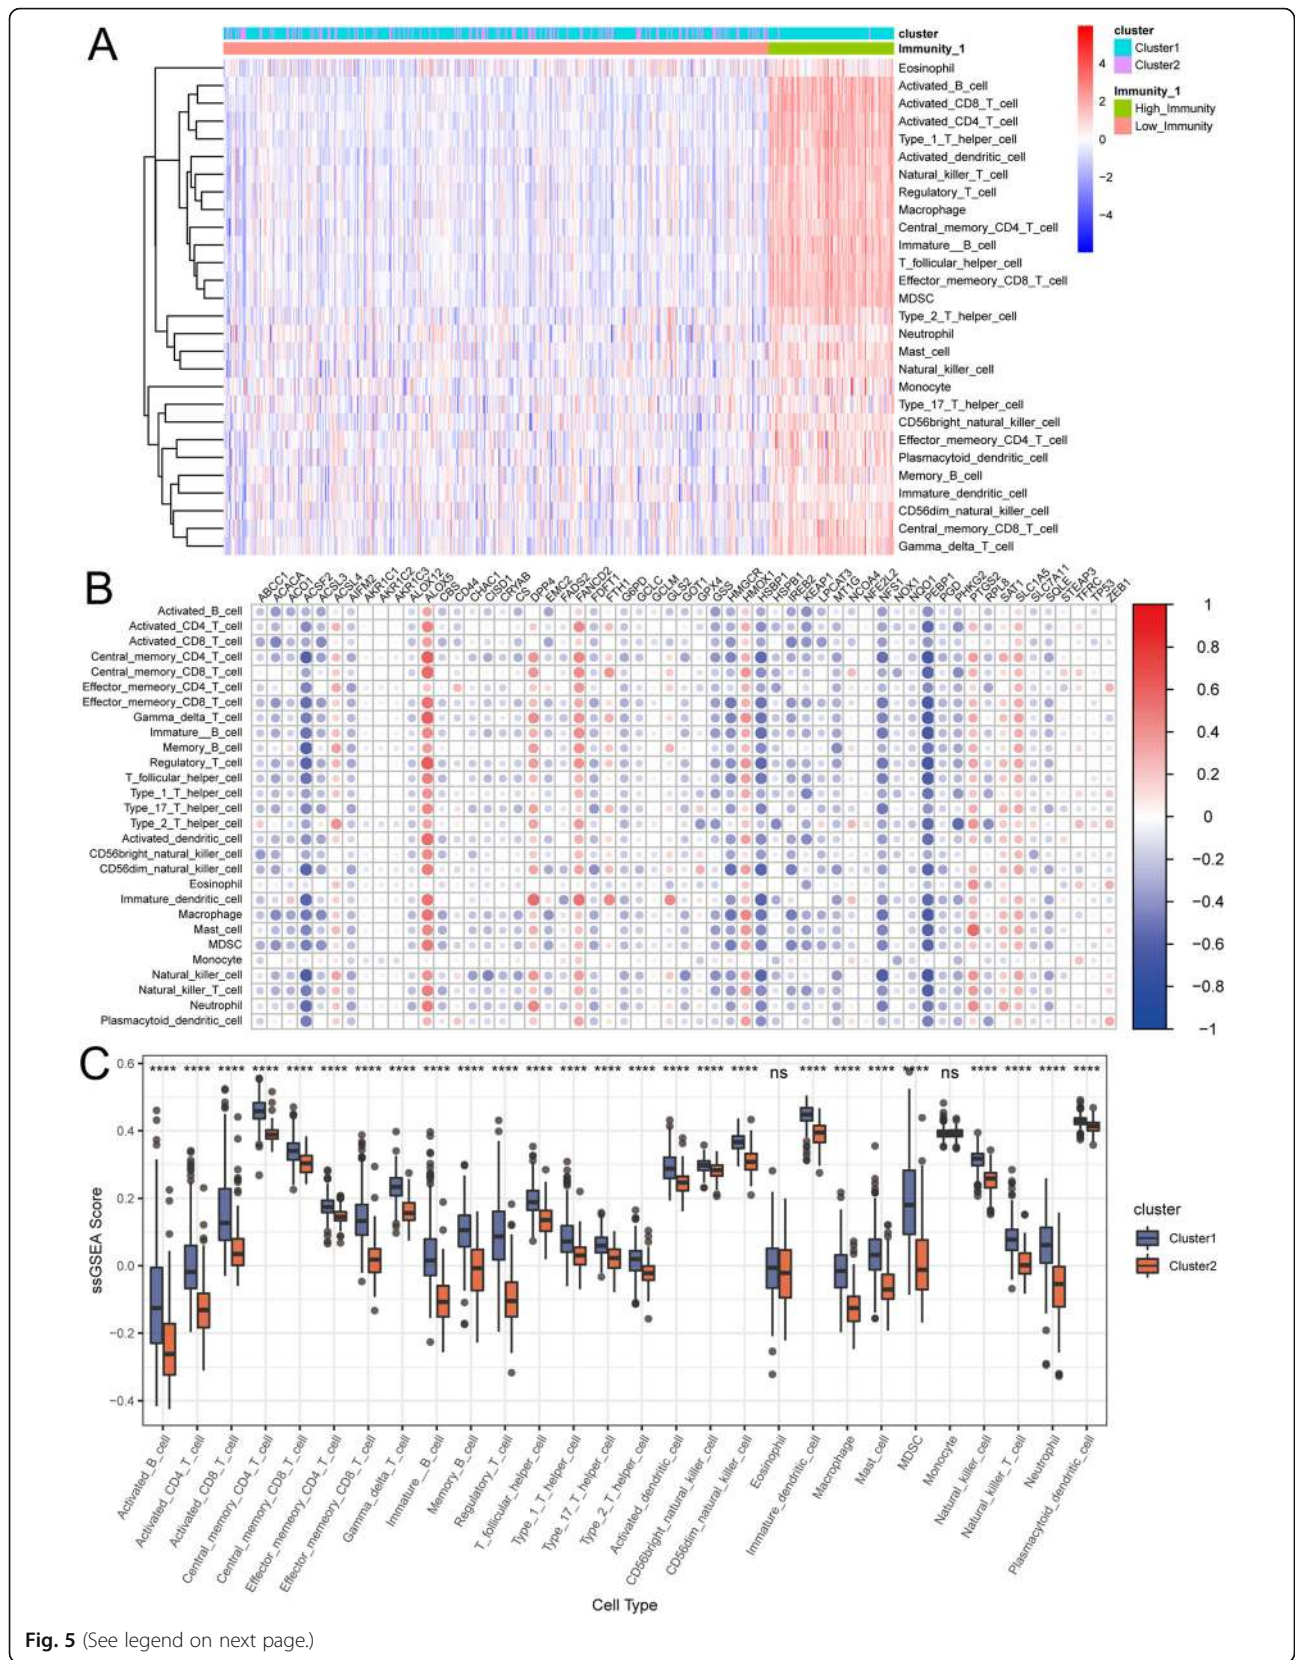 A
cluster
Immunity_1
Eosinophil
Activated_B_cell
Activated_CD8_T_cell
Activated_CD4_T_cell
Type_1_T_helper_cell
Activated_dendritic_cell
Natural_killer_T_cell
Regulatory_T_cell
Macrophage
Central_memory_CD4_T_cell
Immature__B_cell
T_follicular_helper_cell
Effector_memeory_CD8_T_cell
MDSC
Type_2_T_helper_cell
Neutrophil
Mast_cell
Natural_killer_cell
Monocyte
Type_17_T_helper_cell
CD56bright_natural_killer_cell
Effector_memeory_CD4_T_cell
Plasmacytoid_dendritic_cell
Memory_B_cell
Immature_dendritic_cell
CD56dim_natural_killer_cell
Central_memory_CD8_T_cell
Gamma_delta_T_cell
4
2
0
−2
−4
cluster
Cluster1
Cluster2
Immunity_1
High_Immunity
Low_Immunity
B
ABCC1
ACACA
ACO1
ACSF2
ACSL3
ACSL4
AIFM2
AKR1C1
AKR1C2
AKR1C3
ALOX12
ALOX5
CBS
CD44
CHAC1
CISD1
CRYAB
CS
DPP4
EMC2
FADS2
FANCD2
FDFT1
FTH1
G6PD
GCLC
GCLM
GLS2
GOT1
GPX4
GSS
HMGCR
HMOX1
HSBP1
HSPB1
IREB2
KEAP1
LPCAT3
MT1G
NCOA4
NFE2L2
NOX1
NQO1
PEBP1
PGD
PHKG2
PTGS2
RPL8
SAT1
SLC1A5
SLC7A11
SQLE
STEAP3
TFRC
TP53
ZEB1
Activated_B_cell
Activated_CD4_T_cell
Activated_CD8_T_cell
Central_memory_CD4_T_cell
Central_memory_CD8_T_cell
Effector_memeory_CD4_T_cell
Effector_memeory_CD8_T_cell
Gamma_delta_T_cell
Immature__B_cell
Memory_B_cell
Regulatory_T_cell
T_follicular_helper_cell
Type_1_T_helper_cell
Type_17_T_helper_cell
Type_2_T_helper_cell
Activated_dendritic_cell
CD56bright_natural_killer_cell
CD56dim_natural_killer_cell
Eosinophil
Immature_dendritic_cell
Macrophage
Mast_cell
MDSC
Monocyte
Natural_killer_cell
Natural_killer_T_cell
Neutrophil
Plasmacytoid_dendritic_cell
1
0.8
0.6
0.4
0.2
0
−0.2
−0.4
−0.6
−0.8
−1
C
**** **** **** **** **** **** **** **** **** **** **** **** **** **** **** **** **** **** ns **** **** **** **** ns **** **** **** ****
0.6
0.4
0.2
0.0
−0.2
−0.4
ssGSEA Score
Activated_B_cell
Activated_CD4_T_cell
Activated_CD8_T_cell
Central_memory_CD4_T_cell
Central_memory_CD8_T_cell
Effector_memeory_CD4_T_cell
Effector_memeory_CD8_T_cell
Gamma_delta_T_cell
Immature__B_cell
Memory_B_cell
Regulatory_T_cell
T_follicular_helper_cell
Type_1_T_helper_cell
Type_17_T_helper_cell
Type_2_T_helper_cell
Activated_dendritic_cell
CD56bright_natural_killer_cell
CD56dim_natural_killer_cell
Eosinophil
Immature_dendritic_cell
Macrophage
Mast_cell
MDSC
Monocyte
Natural_killer_cell
Natural_killer_T_cell
Neutrophil
Plasmacytoid_dendritic_cell
Cell Type
cluster
Cluster1
Cluster2
Fig. 5 (See legend on next page.)